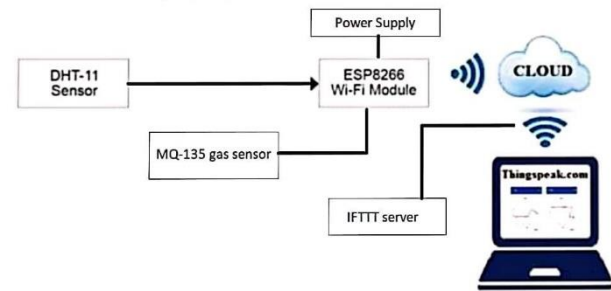 Power Supply
DHT-11
Sensor
ESP8266
Wi-Fi Module
CLOUD
MQ-135 gas sensor
Thingspeak.com
IFTTT server